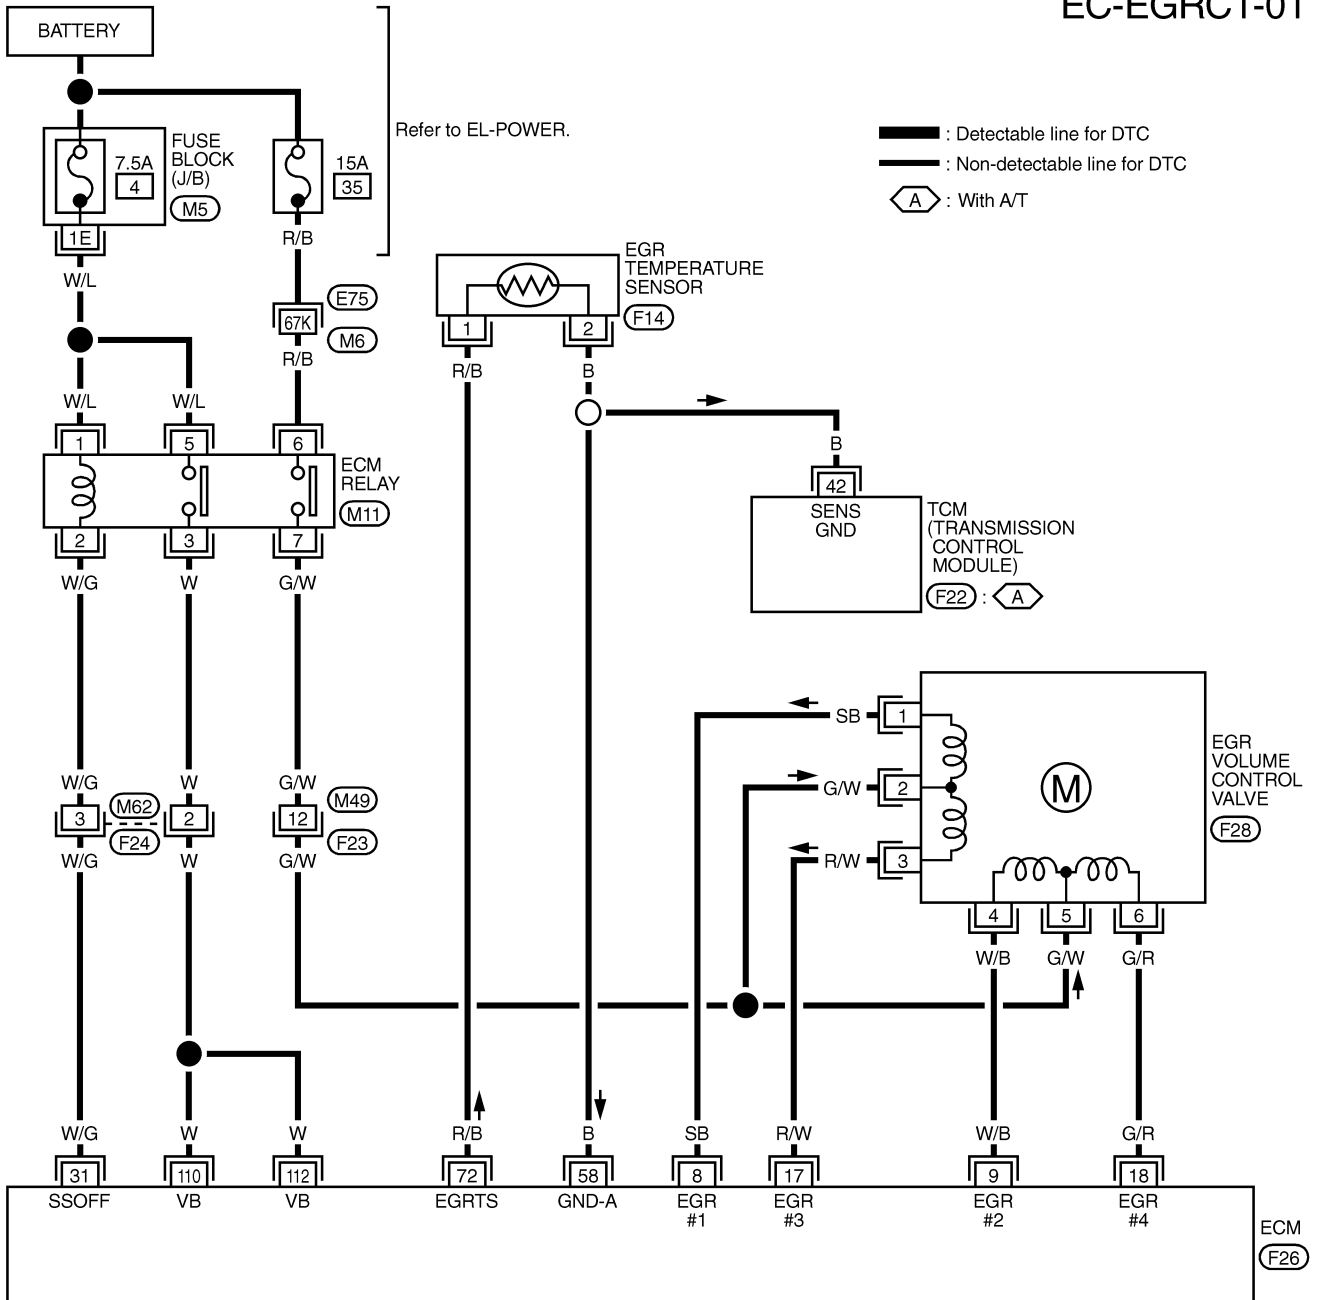 EC-EGRC1-01
BATTERY
Refer to EL-POWER.
: Detectable line for DTC
: Non-detectable line for DTC
A : With A/T
7.5A
4
FUSE
BLOCK
(J/B)
M5
15A
35
1E
R/B
W/L
E75
67K
M6
R/B
EGR
TEMPERATURE
SENSOR
F14
1
2
R/B
B
W/L
W/L
B
1
5
6
ECM
RELAY
M11
42
SENS
GND
TCM
(TRANSMISSION
CONTROL
MODULE)
F22 : A
2
3
7
W/G
W
G/W
SB
1
G/W
2
R/W
3
M
EGR
VOLUME
CONTROL
VALVE
F28
W/G
W
G/W
3
M62
F24
2
12
M49
F23
W/G
W
G/W
4
5
6
W/B
G/W
G/R
W/G
W
W
R/B
B
SB
R/W
W/B
G/R
31
110
112
72
58
8
17
9
18
SSOFF
VB
VB
EGRTS
GND-A
EGR
#1
EGR
#3
EGR
#2
EGR
#4
ECM
F26